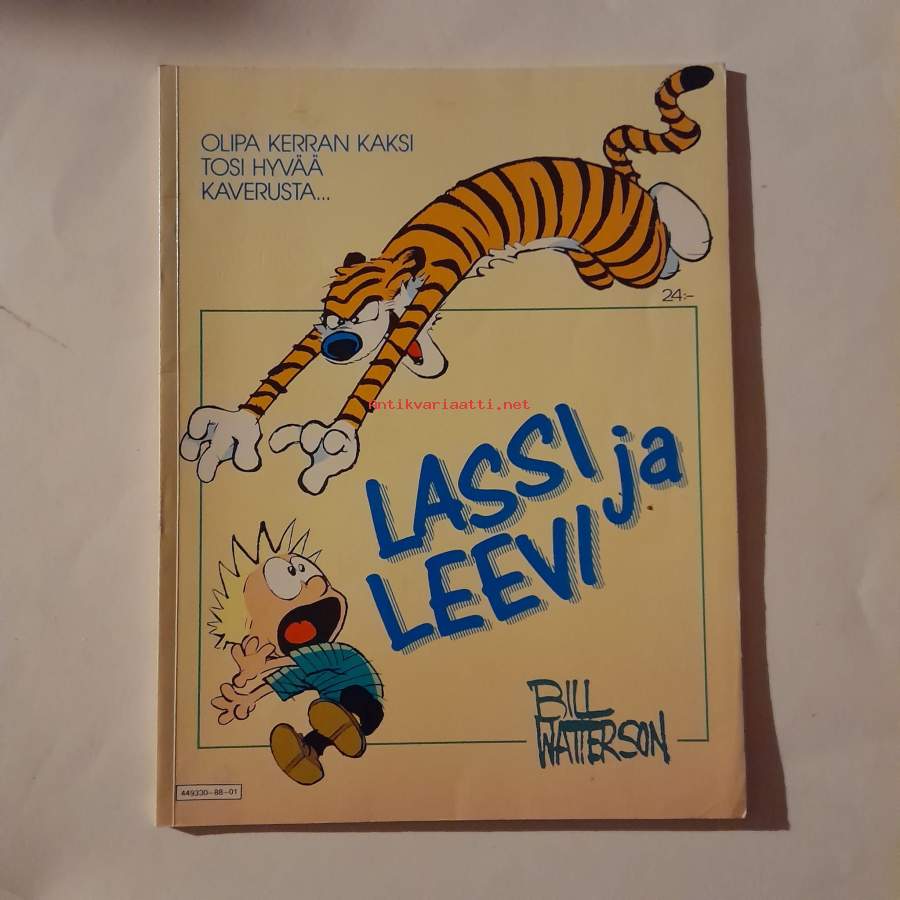 OLIPA KERRAN KAKSI
TOSI HYVÄÄ
KAVERUSTA...
24:-
antikvariaatti.net
LASSI ja
LEEVI
BILL
WATTERSON
449330-88-01